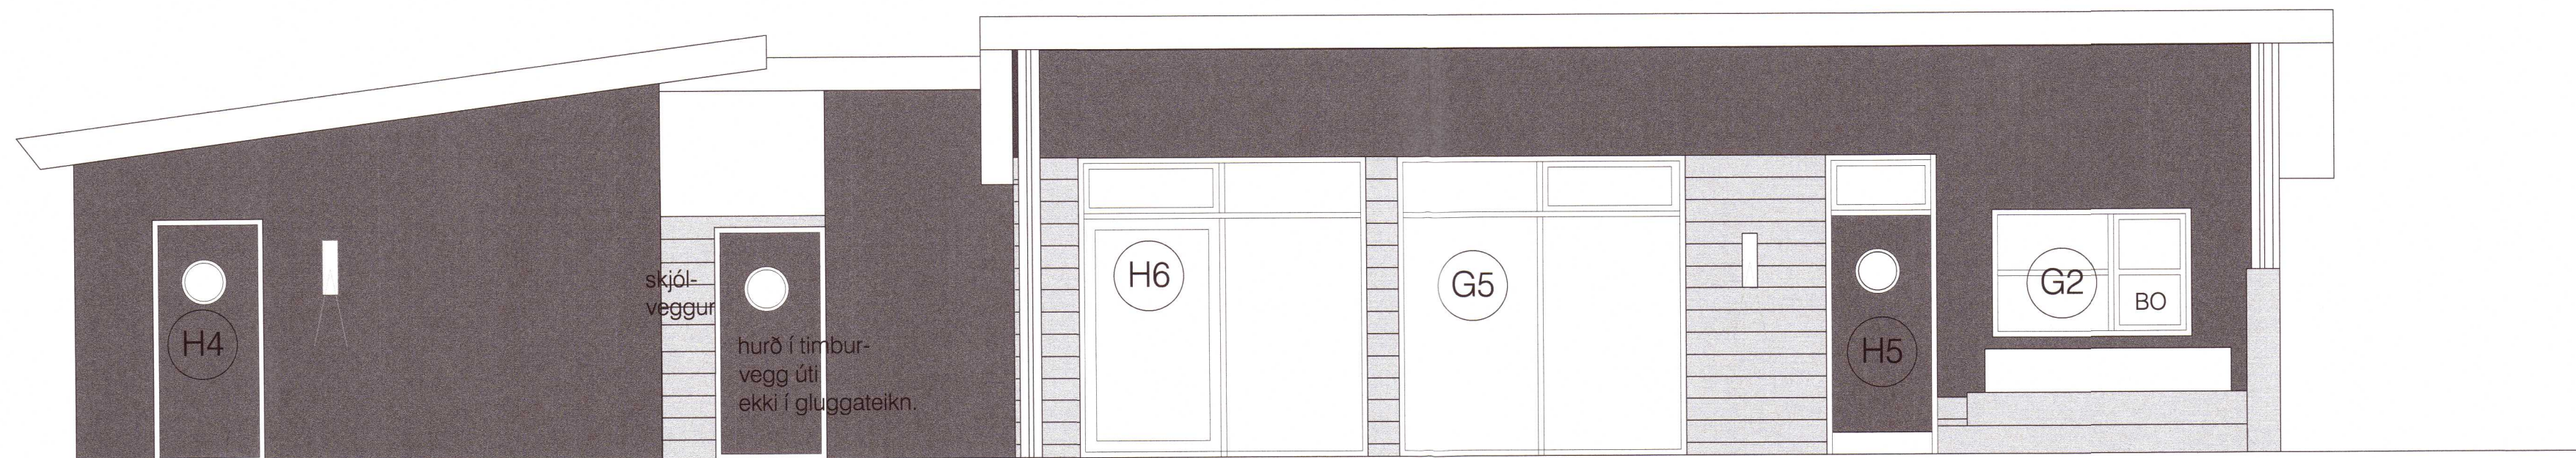 H4
skjól-
veggur
hurð í timbur-
vegg úti
ekki í gluggateikn.
H6
G5
H5
G2
BO